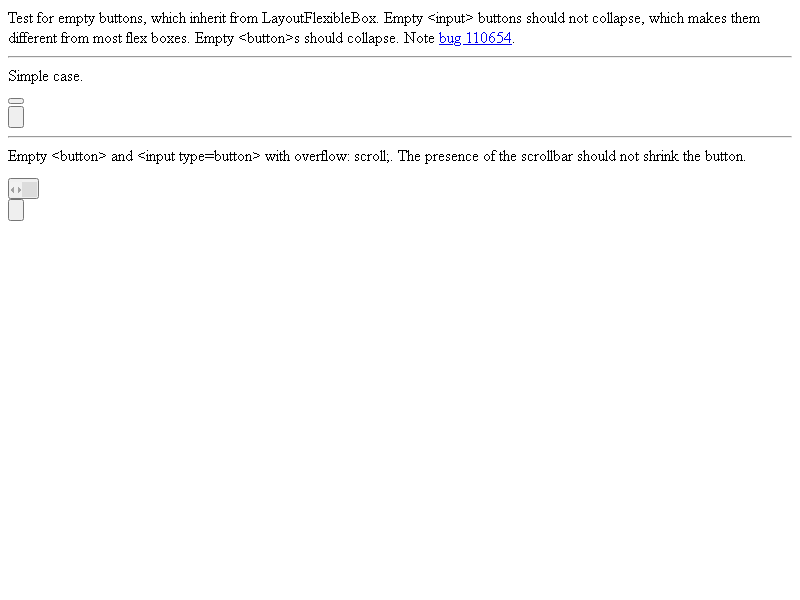 Test for empty buttons, which inherit from LayoutFlexibleBox. Empty <input> buttons should not collapse, which makes them
different from most flex boxes. Empty <button>s should collapse. Note bug 110654.
Simple case.
Empty <button> and <input type=button> with overflow: scroll;. The presence of the scrollbar should not shrink the button.